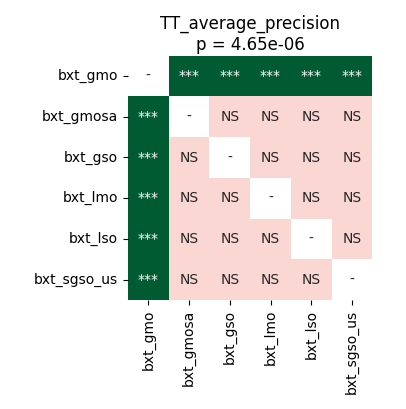 TT_average_precision
p = 4.65e-06
bxt_gmo - *** *** *** *** ***
bxt_gmosa *** - NS NS NS NS
bxt_gso *** NS - NS NS NS
bxt_lmo *** NS NS - NS NS
bxt_lso *** NS NS NS - NS
bxt_sgso_us *** NS NS NS NS -
bxt_gmo bxt_gmosa bxt_gso bxt_lmo bxt_lso bxt_sgso_us